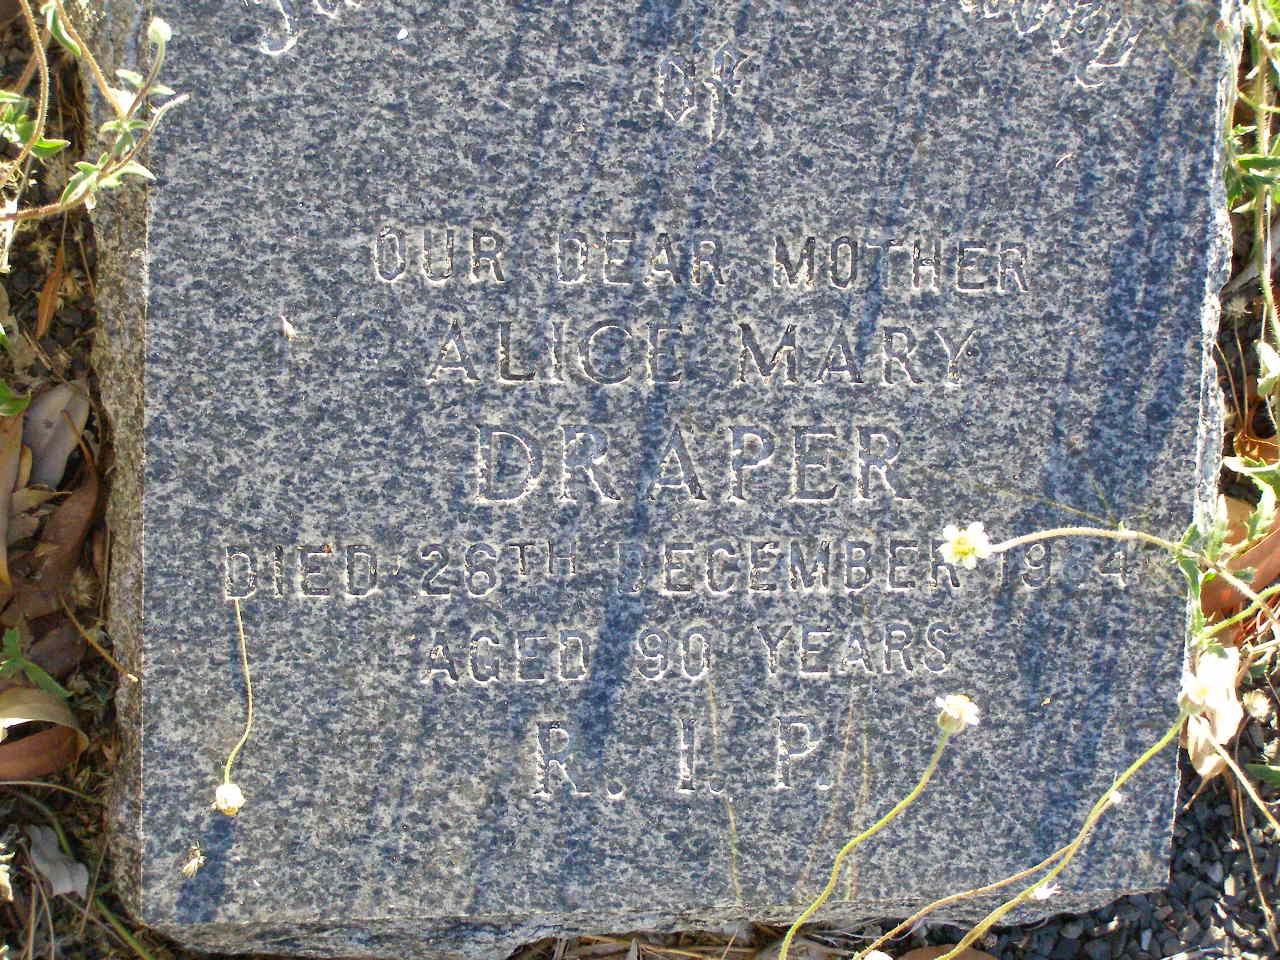 OF
OUR DEAR MOTHER
ALICE MARY
DRAPER
DIED 26TH DECEMBER 1984
AGED 90 YEARS
R. I. P.